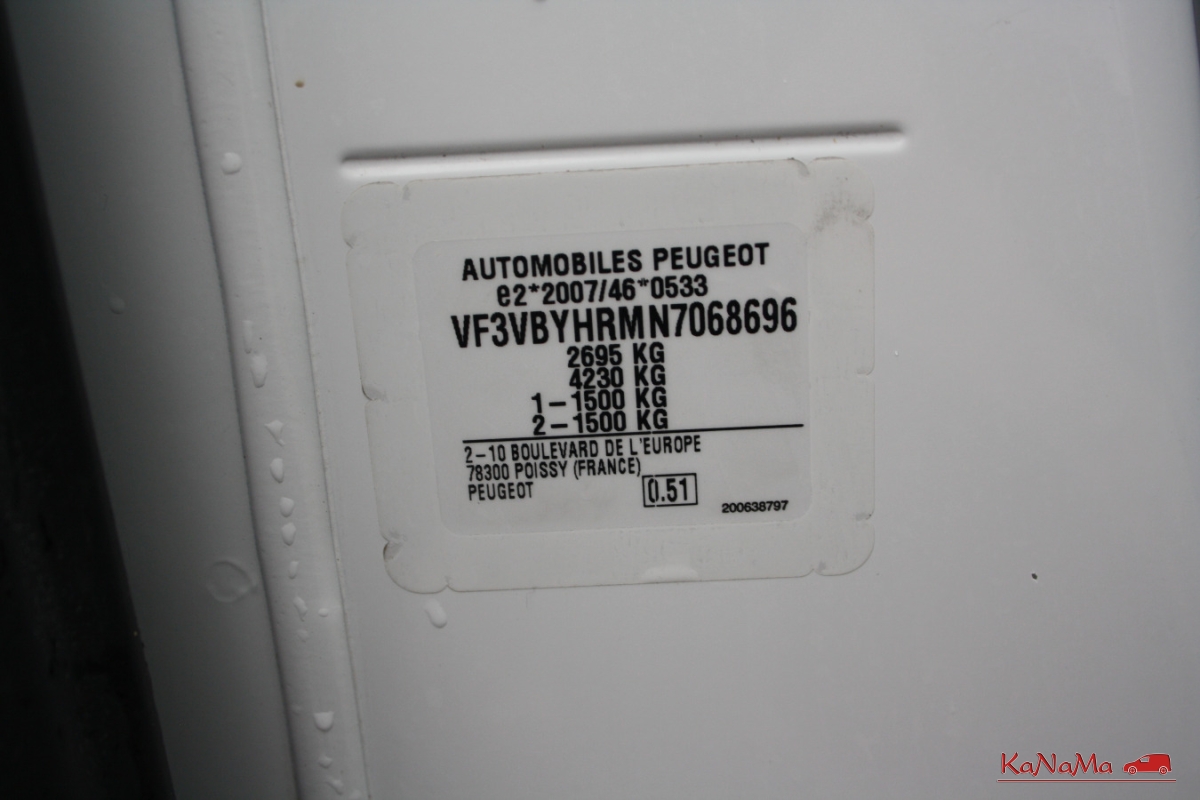 AUTOMOBILES PEUGEOT
e2*2007/46*0533
VF3VBYHRMN7068696
2695 KG
4230 KG
1-1500 KG
2-1500 KG
2-10 BOULEVARD DE L'EUROPE
78300 POISSY (FRANCE)
PEUGEOT
0.51
200638797
KaNaMa